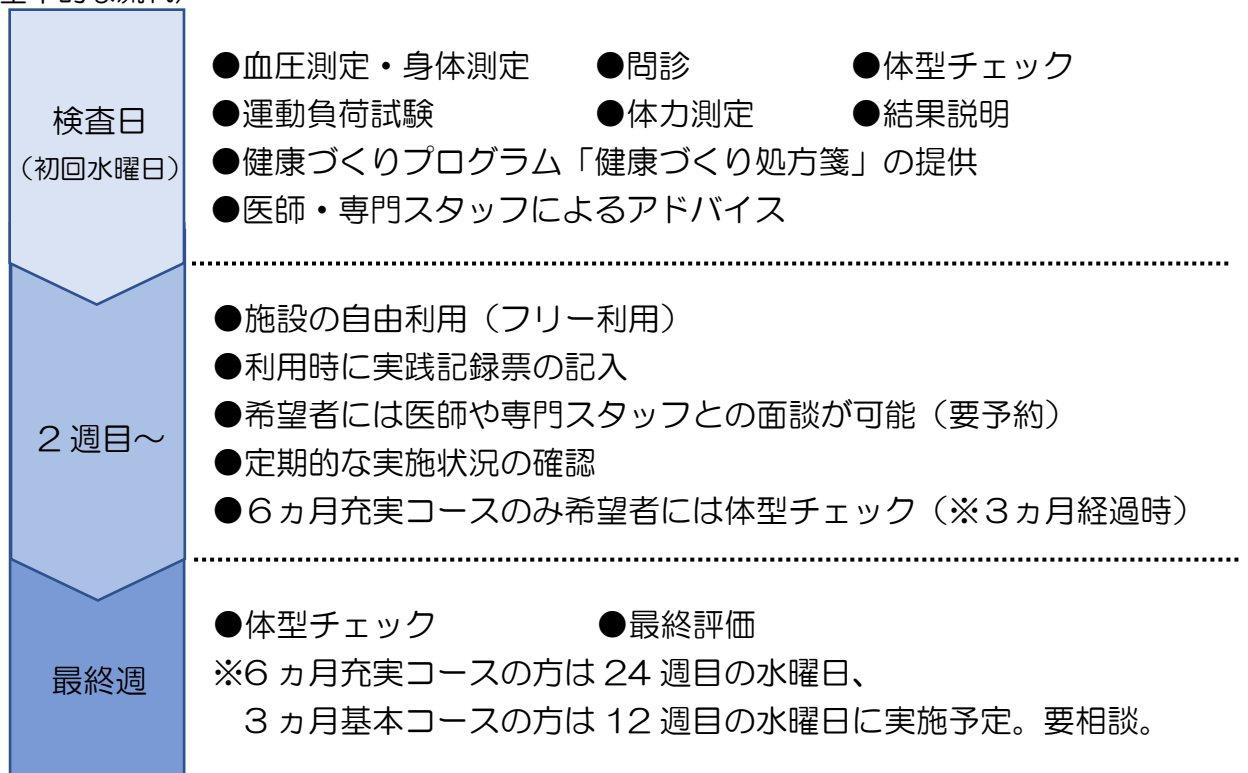 検査日
（初回水曜日）
●血圧測定・身体測定 ●問診 ●体型チェック
●運動負荷試験 ●体力測定 ●結果説明
●健康づくりプログラム「健康づくり処方箋」の提供
●医師・専門スタッフによるアドバイス
2週目～
●施設の自由利用（フリー利用）
●利用時に実践記録票の記入
●希望者には医師や専門スタッフとの面談が可能（要予約）
●定期的な実施状況の確認
●6ヵ月充実コースのみ希望者には体型チェック（※3ヵ月経過時）
最終週
●体型チェック ●最終評価
※6ヵ月充実コースの方は24週目の水曜日、
3ヵ月基本コースの方は12週目の水曜日に実施予定。要相談。